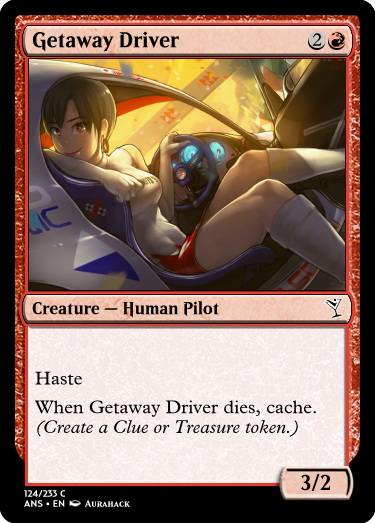 Getaway Driver 2
Creature — Human Pilot
Haste
When Getaway Driver dies, cache.
(Create a Clue or Treasure token.)
3/2
124/233 C
ANS • EN Aurahack